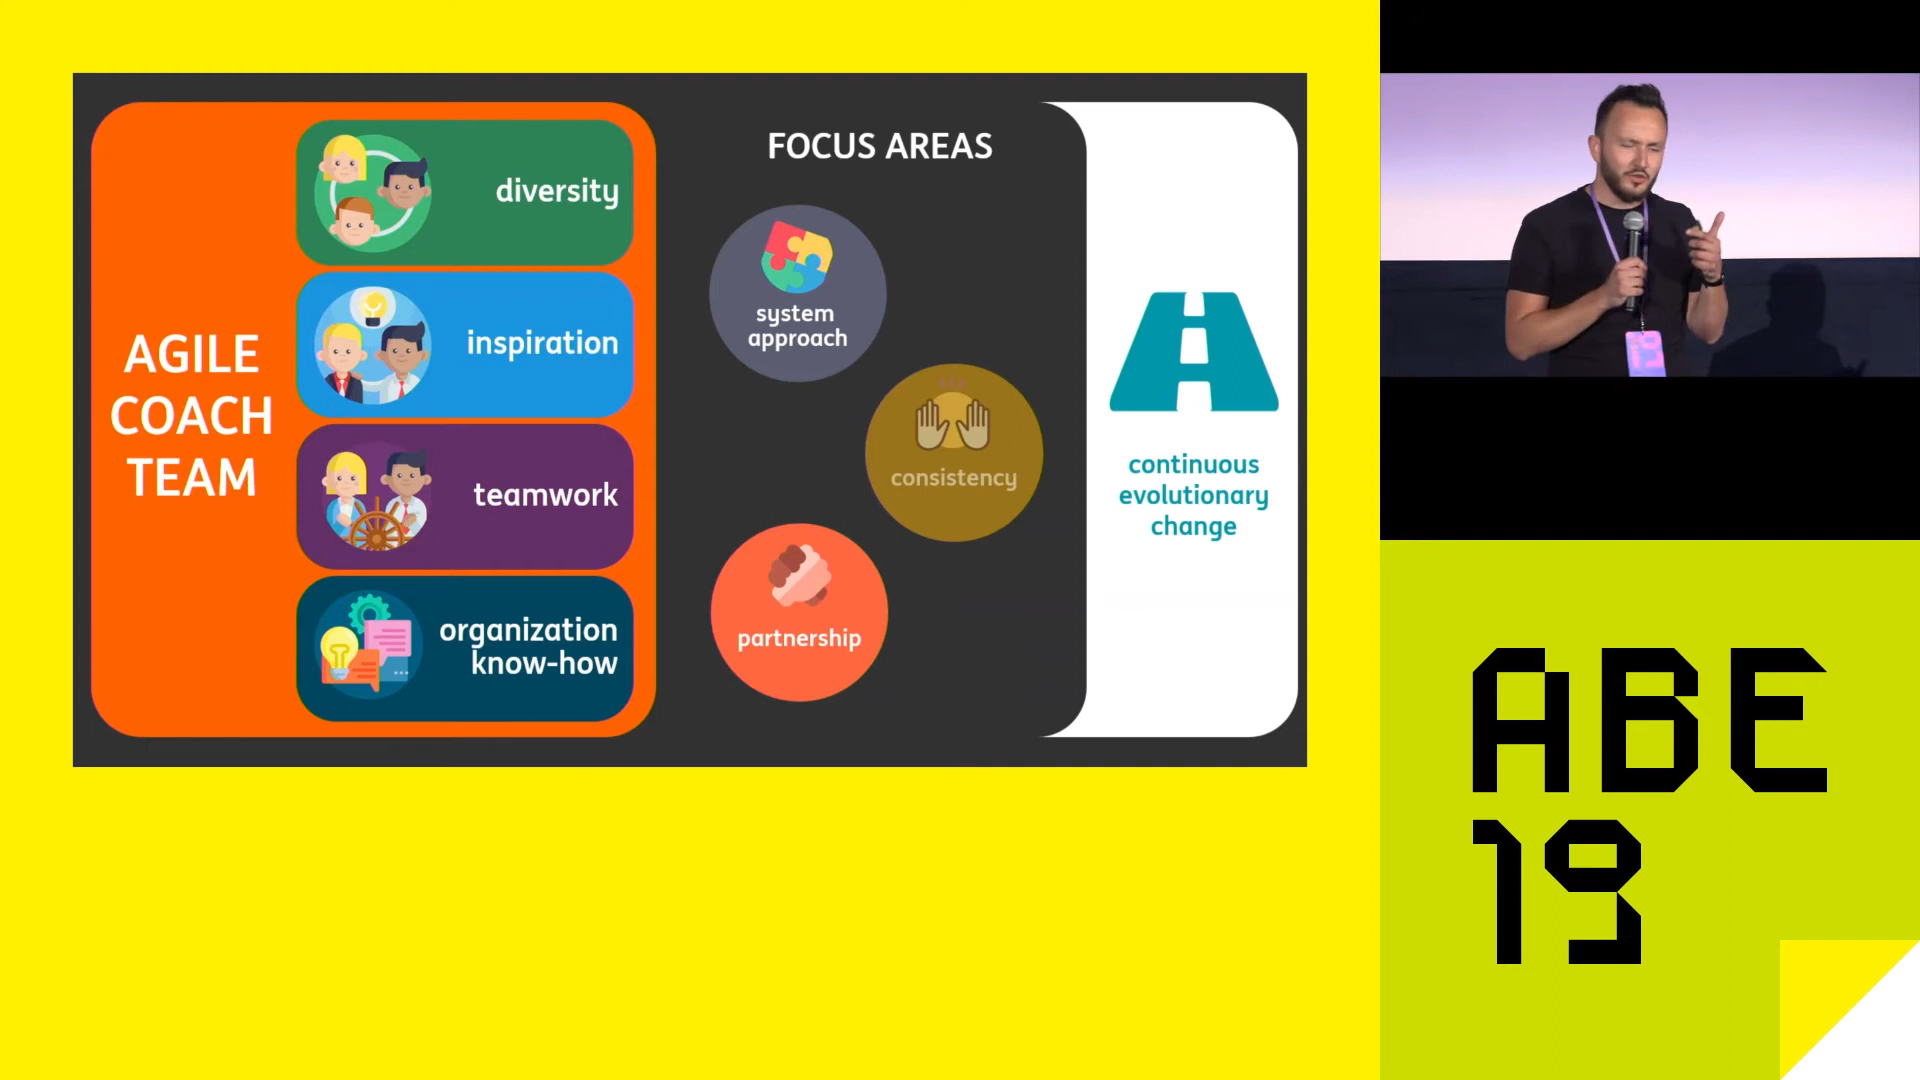 AGILE
COACH
TEAM
diversity
inspiration
teamwork
organization
know-how
FOCUS AREAS
system
approach
consistency
partnership
continuous
evolutionary
change
ABE
19